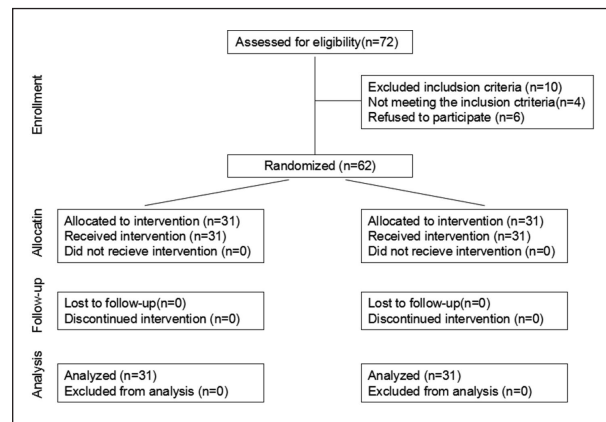 Assessed for eligibility(n=72)
Enrollment
Excluded includsion criteria (n=10)
Not meeting the inclusion ctriteria(n=4)
Refused to participate (n=6)
Randomized (n=62)
Allocatin
Allocated to intervention (n=31)
Received intervention (n=31)
Did not recieve intervention (n=0)
Allocated to intervention (n=31)
Received intervention (n=31)
Did not recieve intervention (n=0)
Follow-up
Lost to follow-up(n=0)
Discontinued intervention (n=0)
Lost to follow-up(n=0)
Discontinued intervention (n=0)
Analysis
Analyzed (n=31)
Excluded from analysis (n=0)
Analyzed (n=31)
Excluded from analysis (n=0)